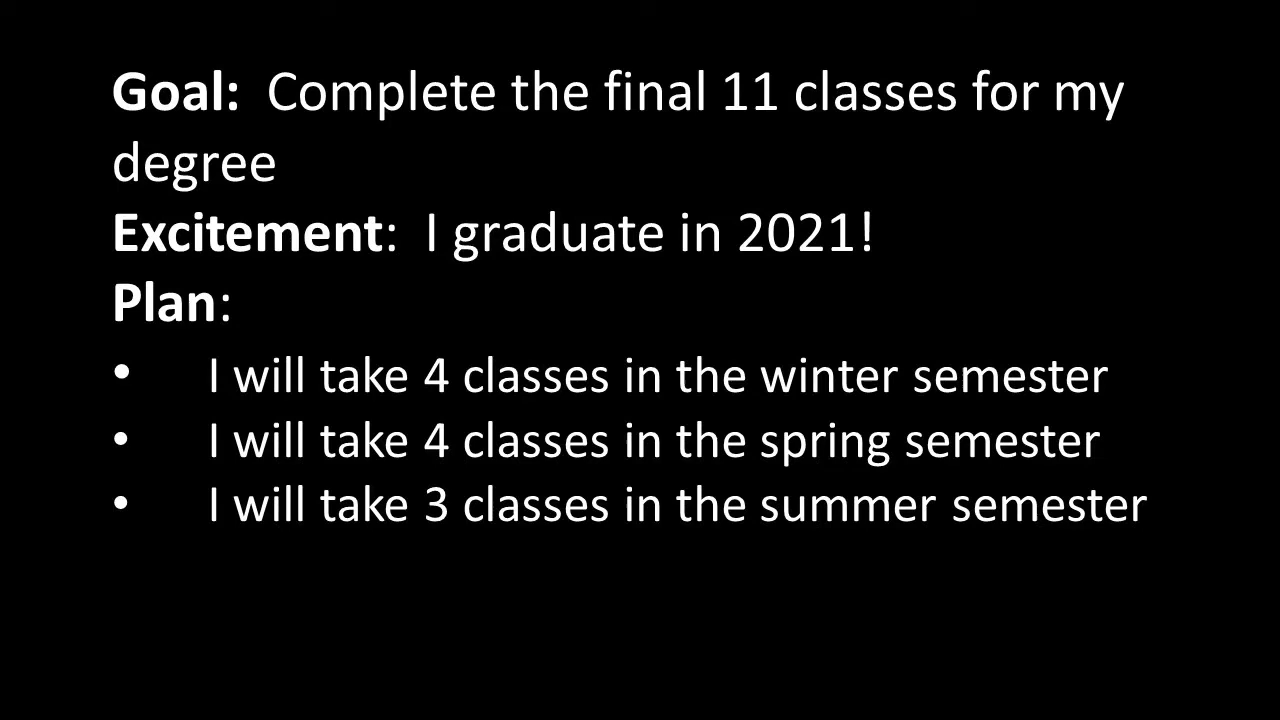 Goal: Complete the final 11 classes for my
degree
Excitement: I graduate in 2021!
Plan:
• I will take 4 classes in the winter semester
• I will take 4 classes in the spring semester
• I will take 3 classes in the summer semester